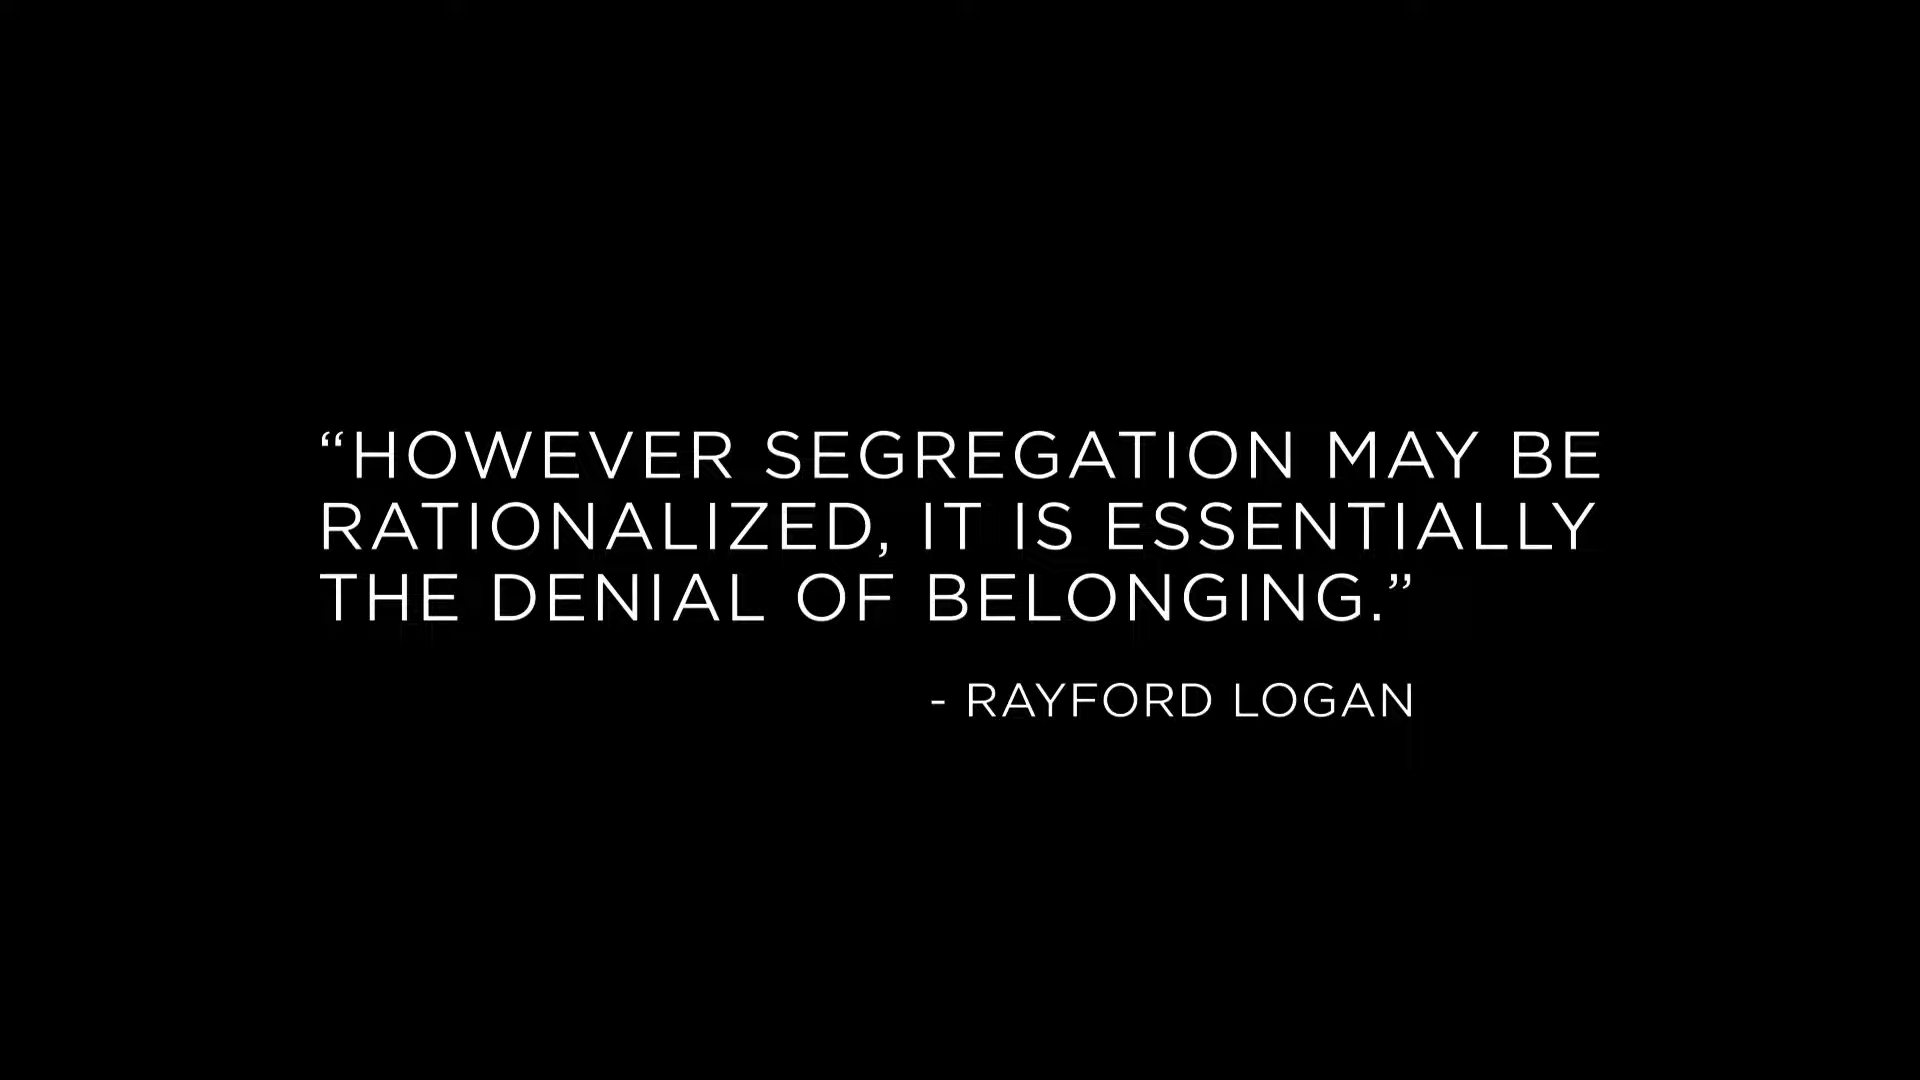 “HOWEVER SEGREGATION MAY BE
RATIONALIZED, IT IS ESSENTIALLY
THE DENIAL OF BELONGING.”
- RAYFORD LOGAN